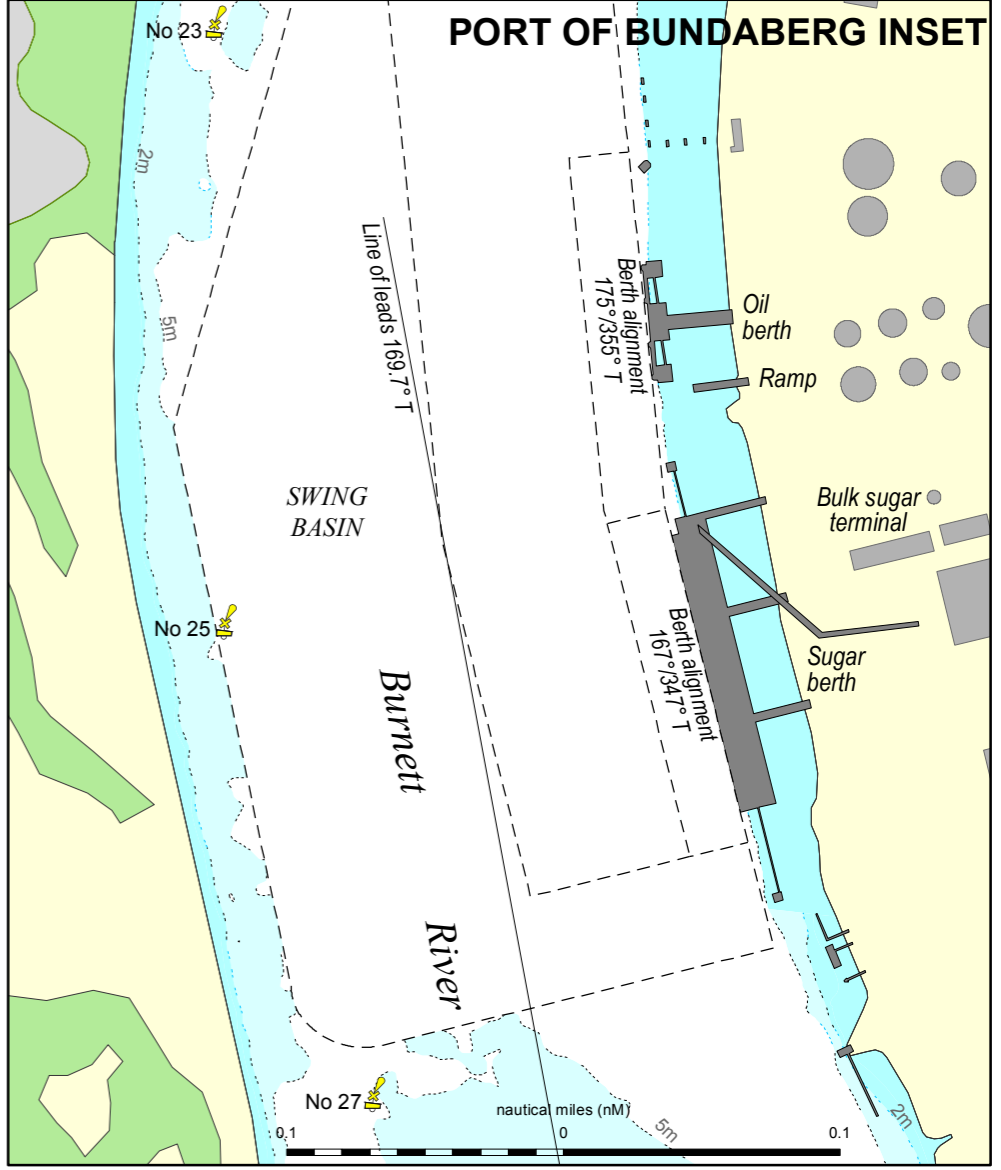 PORT OF BUNDABERG INSET
No 23
2m
5m
Line of leads 169.7° T
Berth alignment
175°/355° T
Oil
berth
Ramp
SWING
BASIN
Bulk sugar
terminal
No 25
Berth alignment
167°/347° T
Sugar
berth
Burnett
River
No 27
nautical miles (nM)
0.1
0
0.1
5m
2m